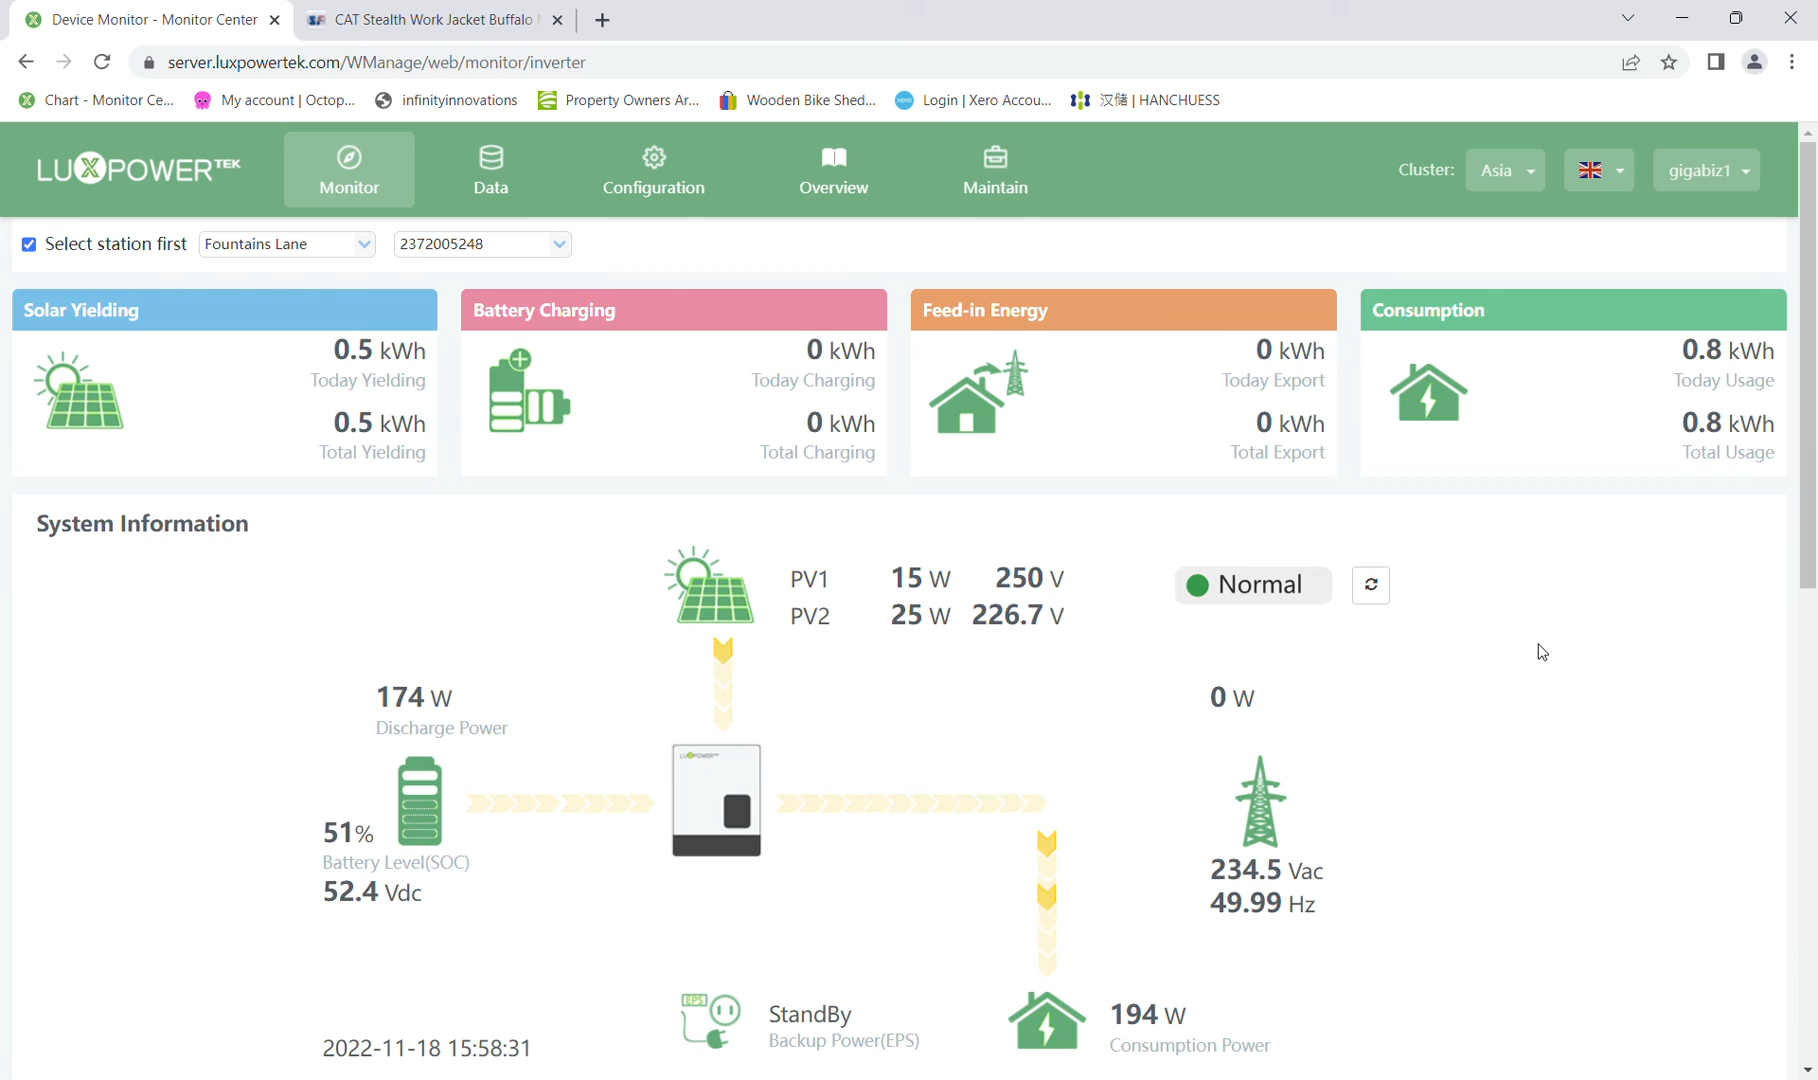 Device Monitor - Monitor Center
CAT Stealth Work Jacket Buffalo
server.luxpowertek.com/WManage/web/monitor/inverter
Chart - Monitor Ce...
My account | Octop...
infinityinnovations
Property Owners Ar...
Wooden Bike Shed...
Login | Xero Accou...
汉储 | HANCHUESS
LUXPOWERTEK
Monitor
Data
Configuration
Overview
Maintain
Cluster:
Asia
gigabiz1
Select station first
Fountains Lane
2372005248
Solar Yielding
0.5 kWh
Today Yielding
0.5 kWh
Total Yielding
Battery Charging
0 kWh
Today Charging
0 kWh
Total Charging
Feed-in Energy
0 kWh
Today Export
0 kWh
Total Export
Consumption
0.8 kWh
Today Usage
0.8 kWh
Total Usage
System Information
PV1 15 W 250 V
PV2 25 W 226.7 V
Normal
174 W
Discharge Power
0 W
LUXPOWERTEK
51%
Battery Level(SOC)
52.4 Vdc
234.5 Vac
49.99 Hz
EPS
StandBy
Backup Power(EPS)
194 W
Consumption Power
2022-11-18 15:58:31